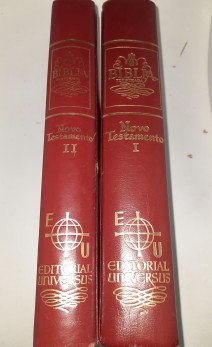 BIBLIA
Novo
Testamento
II
E
U
EDITORIAL
UNIVERSUS
BIBLIA
Novo
Testamento
I
E
U
EDITORIAL
UNIVERSUS